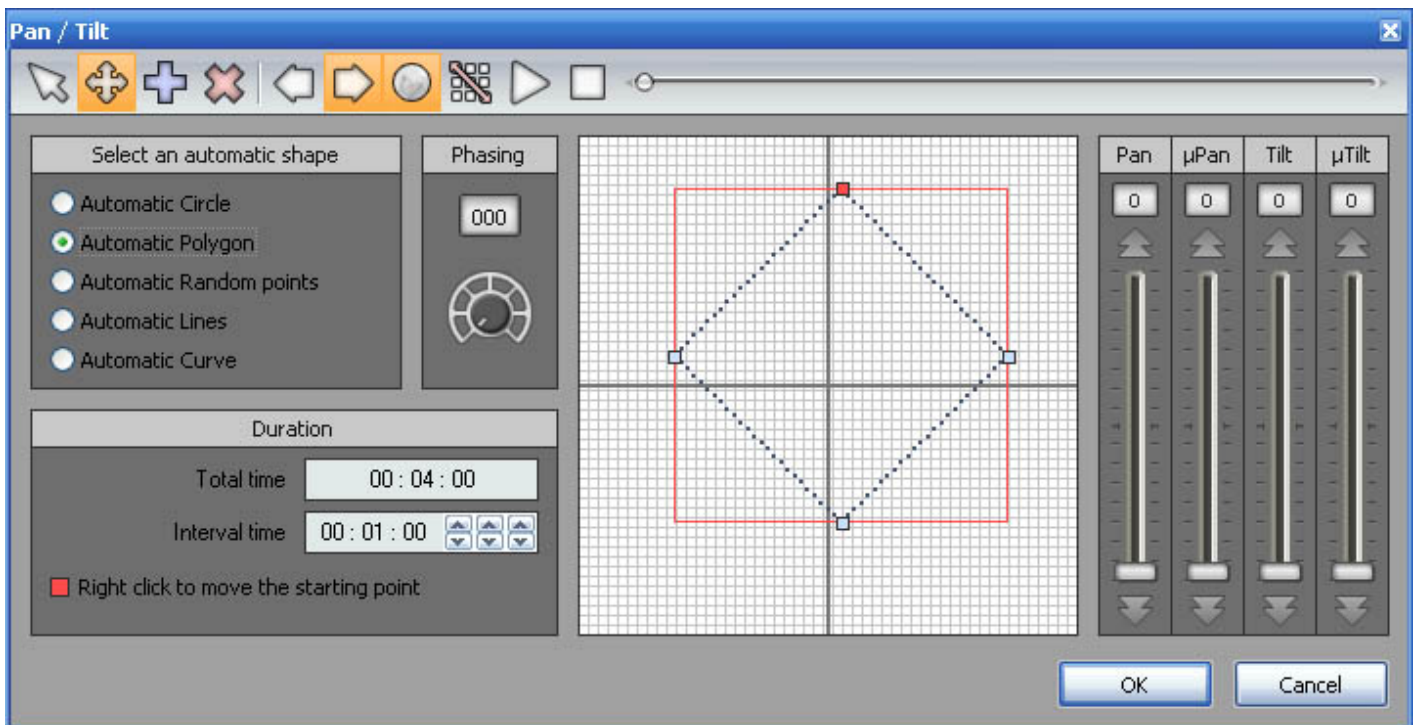 Pan / Tilt
Select an automatic shape
Automatic Circle
Automatic Polygon
Automatic Random points
Automatic Lines
Automatic Curve
Phasing
000
Duration
Total time 00 : 04 : 00
Interval time 00 : 01 : 00
Right click to move the starting point
Pan µPan Tilt µTilt
0 0 0 0
OK Cancel